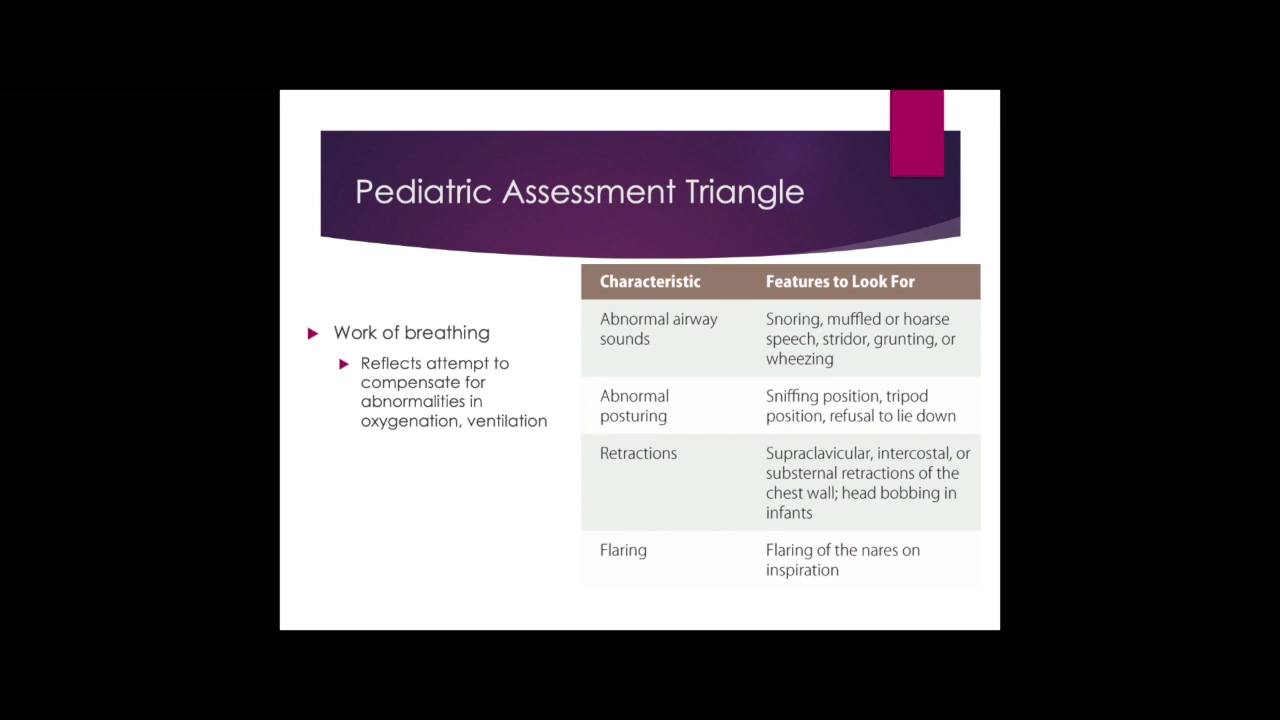 Pediatric Assessment Triangle
Work of breathing
Reflects attempt to
compensate for
abnormalities in
oxygenation, ventilation
Characteristic Features to Look For
Abnormal airway Snoring, muffled or hoarse
sounds speech, stridor, grunting, or
wheezing
Abnormal Sniffing position, tripod
posturing position, refusal to lie down
Retractions Supraclavicular, intercostal, or
substernal retractions of the
chest wall; head bobbing in
infants
Flaring Flaring of the nares on
inspiration